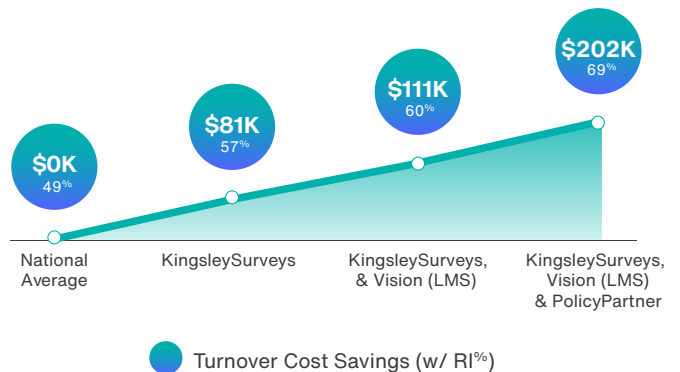 $0K
49%
$81K
57%
$111K
60%
$202K
69%
National
Average
KingsleySurveys
KingsleySurveys,
& Vision (LMS)
KingsleySurveys,
Vision (LMS)
& PolicyPartner
Turnover Cost Savings (w/ RI%)